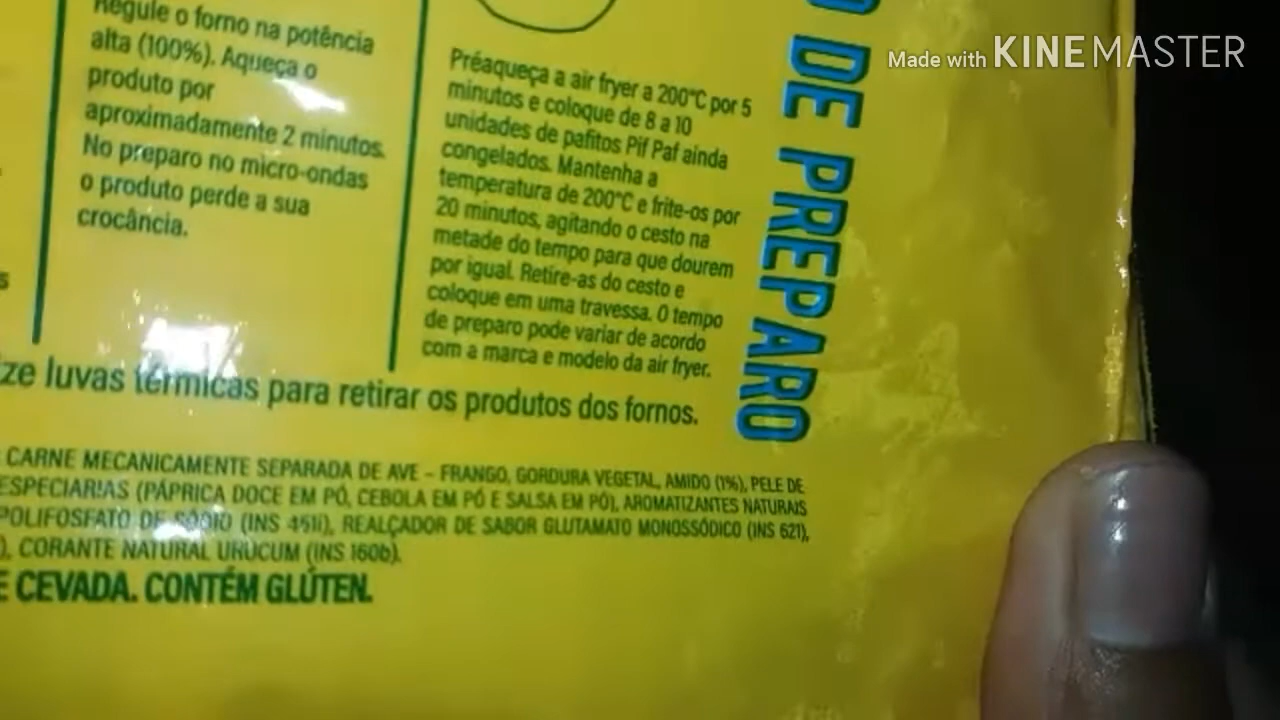 Made with KINEMASTER
Regule o forno na potência
alta (100%). Aqueça o
produto por
aproximadamente 2 minutos.
No preparo no micro-ondas
o produto perde a sua
crocância.
Préaqueça a air fryer a 200°C por 5
minutos e coloque de 8 a 10
unidades de pafitos Pif Paf ainda
congelados. Mantenha a
temperatura de 200°C e frite-os por
20 minutos, agitando o cesto na
metade do tempo para que dourem
por igual. Retire-as do cesto e
coloque em uma travessa. O tempo
de preparo pode variar de acordo
com a marca e modelo da air fryer.
O DE PREPARO
ze luvas térmicas para retirar os produtos dos fornos.
CARNE MECANICAMENTE SEPARADA DE AVE – FRANGO, GORDURA VEGETAL, AMIDO (1%), PELE DE
ESPECIARIAS (PÁPRICA DOCE EM PÓ, CEBOLA EM PÓ E SALSA EM PÓ), AROMATIZANTES NATURAIS
POLIFOSFATO DE SÓDIO (INS 451i), REALÇADOR DE SABOR GLUTAMATO MONOSSÓDICO (INS 621),
), CORANTE NATURAL URUCUM (INS 160b).
E CEVADA. CONTÉM GLÚTEN.